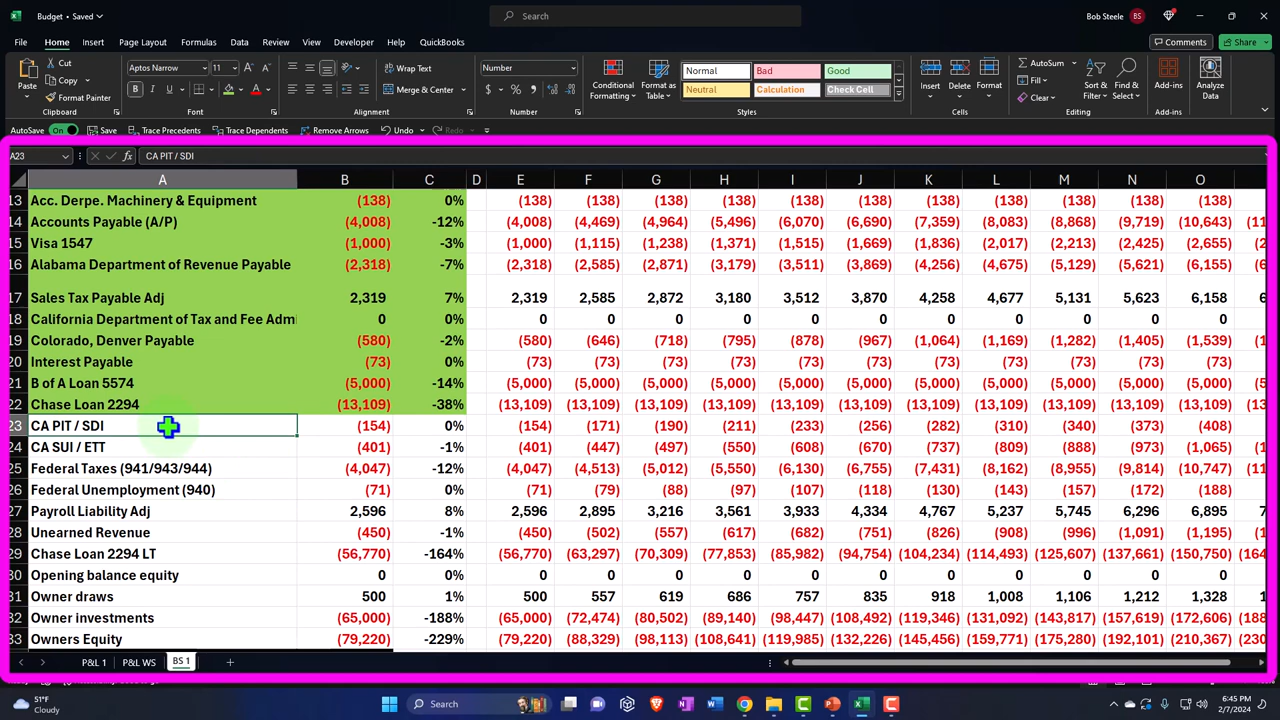 Budget • Saved
Search
Bob Steele BS
File Home Insert Page Layout Formulas Data Review View Developer Help QuickBooks
Comments Share
Paste Cut Copy Format Painter
Clipboard
Aptos Narrow 11
B I U
Font
Wrap Text
Merge & Center
Alignment
Number
$ % ,
Number
Conditional Formatting Format as Table
Normal Bad Good
Neutral Calculation Check Cell
Styles
Insert Delete Format
Cells
AutoSum
Fill
Clear
Sort & Filter Find & Select
Editing
Add-ins
Add-ins
Analyze Data
AutoSave On Save Trace Precedents Trace Dependents Remove Arrows Undo Redo
A23 fx CA PIT / SDI
A B C D E F G H I J K L M N O
13 Acc. Derpe. Machinery & Equipment (138) 0% (138) (138) (138) (138) (138) (138) (138) (138) (138) (138) (138)
14 Accounts Payable (A/P) (4,008) -12% (4,008) (4,469) (4,964) (5,496) (6,070) (6,690) (7,359) (8,083) (8,868) (9,719) (10,643) (11
15 Visa 1547 (1,000) -3% (1,000) (1,115) (1,238) (1,371) (1,515) (1,669) (1,836) (2,017) (2,213) (2,425) (2,655) (2
16 Alabama Department of Revenue Payable (2,318) -7% (2,318) (2,585) (2,871) (3,179) (3,511) (3,869) (4,256) (4,675) (5,129) (5,621) (6,155) (6
17 Sales Tax Payable Adj 2,319 7% 2,319 2,585 2,872 3,180 3,512 3,870 4,258 4,677 5,131 5,623 6,158 6
18 California Department of Tax and Fee Admi 0 0% 0 0 0 0 0 0 0 0 0 0 0
19 Colorado, Denver Payable (580) -2% (580) (646) (718) (795) (878) (967) (1,064) (1,169) (1,282) (1,405) (1,539) (1
20 Interest Payable (73) 0% (73) (73) (73) (73) (73) (73) (73) (73) (73) (73) (73)
21 B of A Loan 5574 (5,000) -14% (5,000) (5,000) (5,000) (5,000) (5,000) (5,000) (5,000) (5,000) (5,000) (5,000) (5,000) (5
22 Chase Loan 2294 (13,109) -38% (13,109) (13,109) (13,109) (13,109) (13,109) (13,109) (13,109) (13,109) (13,109) (13,109) (13,109) (13
23 CA PIT / SDI (154) 0% (154) (171) (190) (211) (233) (256) (282) (310) (340) (373) (408)
24 CA SUI / ETT (401) -1% (401) (447) (497) (550) (608) (670) (737) (809) (888) (973) (1,065) (1
25 Federal Taxes (941/943/944) (4,047) -12% (4,047) (4,513) (5,012) (5,550) (6,130) (6,755) (7,431) (8,162) (8,955) (9,814) (10,747) (11
26 Federal Unemployment (940) (71) 0% (71) (79) (88) (97) (107) (118) (130) (143) (157) (172) (188)
27 Payroll Liability Adj 2,596 8% 2,596 2,895 3,216 3,561 3,933 4,334 4,767 5,237 5,745 6,296 6,895 7
28 Unearned Revenue (450) -1% (450) (502) (557) (617) (682) (751) (826) (908) (996) (1,091) (1,195) (1
29 Chase Loan 2294 LT (56,770) -164% (56,770) (63,297) (70,309) (77,853) (85,982) (94,754) (104,234) (114,493) (125,607) (137,661) (150,750) (164
30 Opening balance equity 0 0% 0 0 0 0 0 0 0 0 0 0 0
31 Owner draws 500 1% 500 557 619 686 757 835 918 1,008 1,106 1,212 1,328 1
32 Owner investments (65,000) -188% (65,000) (72,474) (80,502) (89,140) (98,447) (108,492) (119,346) (131,092) (143,817) (157,619) (172,606) (188
33 Owners Equity (79,220) -229% (79,220) (88,329) (98,113) (108,641) (119,985) (132,226) (145,456) (159,771) (175,280) (192,101) (210,367) (230
P&L 1 P&L WS BS 1
51°F
Cloudy
Search
6:45 PM
2/7/2024